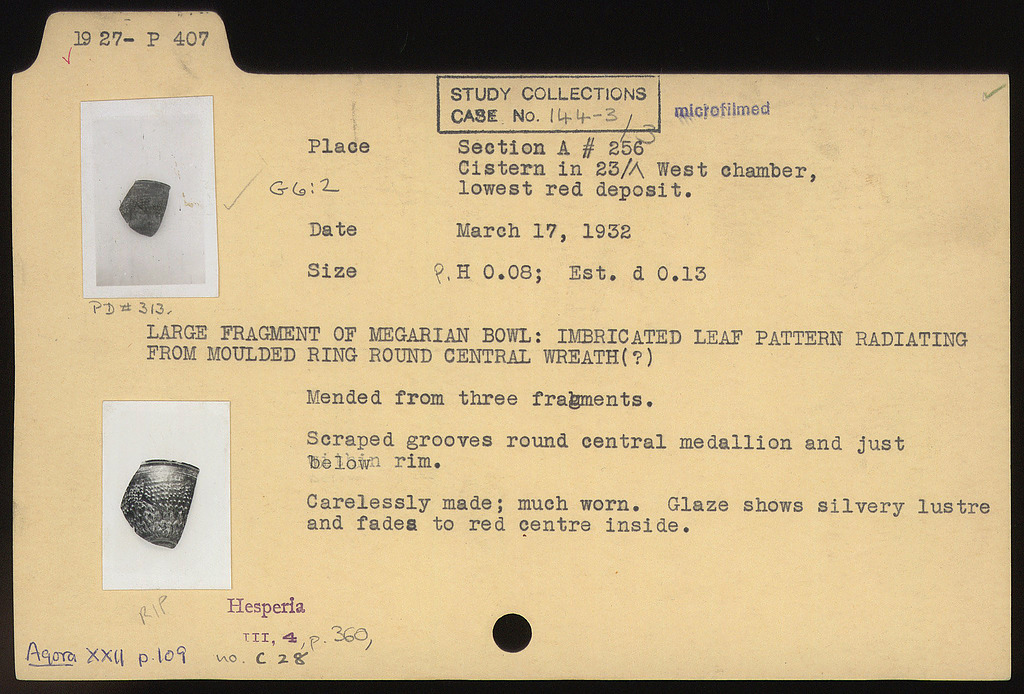 1927- P 407
STUDY COLLECTIONS
CASE No. 144-3/3
microfilmed
Place
Section A # 256
Cistern in 23/Λ West chamber,
lowest red deposit.
G6:2
Date
March 17, 1932
Size
P. H 0.08; Est. d 0.13
PD # 313.
LARGE FRAGMENT OF MEGARIAN BOWL: IMBRICATED LEAF PATTERN RADIATING
FROM MOULDED RING ROUND CENTRAL WREATH(?)
Mended from three fragments.
Scraped grooves round central medallion and just
below rim.
Carelessly made; much worn. Glaze shows silvery lustre
and fades to red centre inside.
RIP
Hesperia
III, 4, p. 360,
no. C 28
Agora XXII p.109